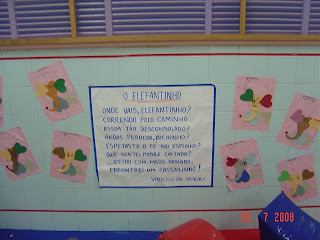 O ELEFANTINHO
ONDE VAIS, ELEFANTINHO?
CORRENDO PELO CAMINHO
ASSIM TÃO DESCONSOLADO?
ANDAS PERDIDO, BICHINHO?
ESPETASTE O PÉ NO ESPINHO?
QUE SENTES POBRE COITADO?
ESTOU COM MEDO DANADO,
ENCONTREI UM PASSARINHO!
VINICIUS DE MORAES
25 7 2008